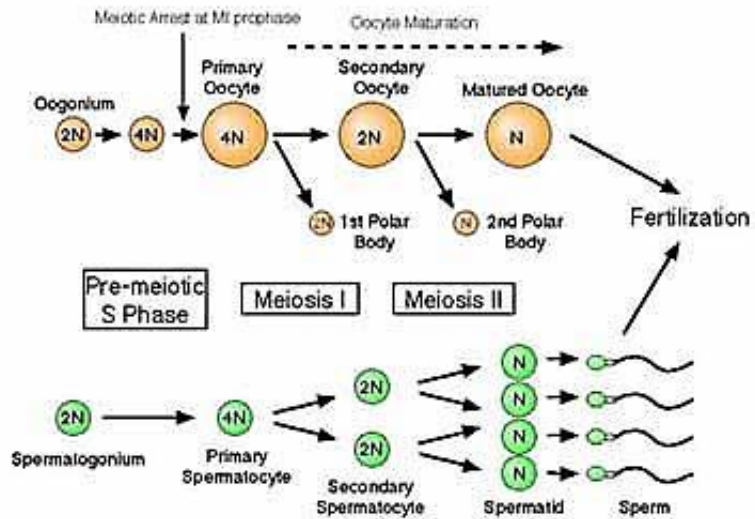 Meiotic Arrest at MI prophase
Oocyte Maturation
Primary
Oocyte
Secondary
Oocyte
Matured Oocyte
Oogonium
2N
4N
4N
2N
N
2N
1st Polar
Body
N
2nd Polar
Body
Fertilization
Pre-meiotic
S Phase
Meiosis I
Meiosis II
2N
4N
2N
2N
N
N
N
N
Spermalogonium
Primary
Spermatocyte
Secondary
Spermatocyte
Spermatid
Sperm